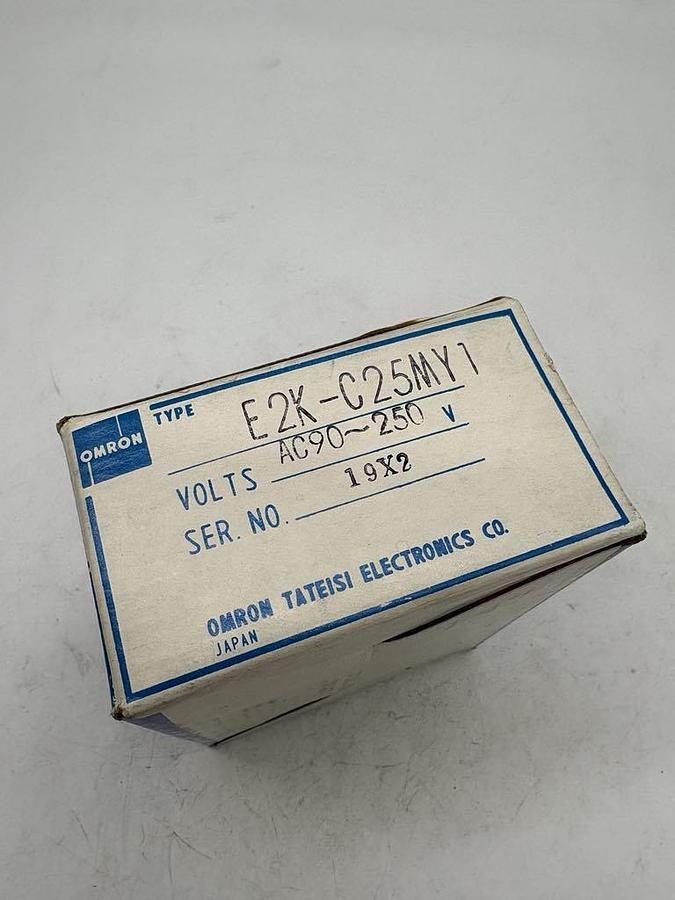 OMRON
TYPE E2K-C25MY1
VOLTS AC90~250 V
SER. NO. 19X2
OMRON TATEISI ELECTRONICS CO.
JAPAN